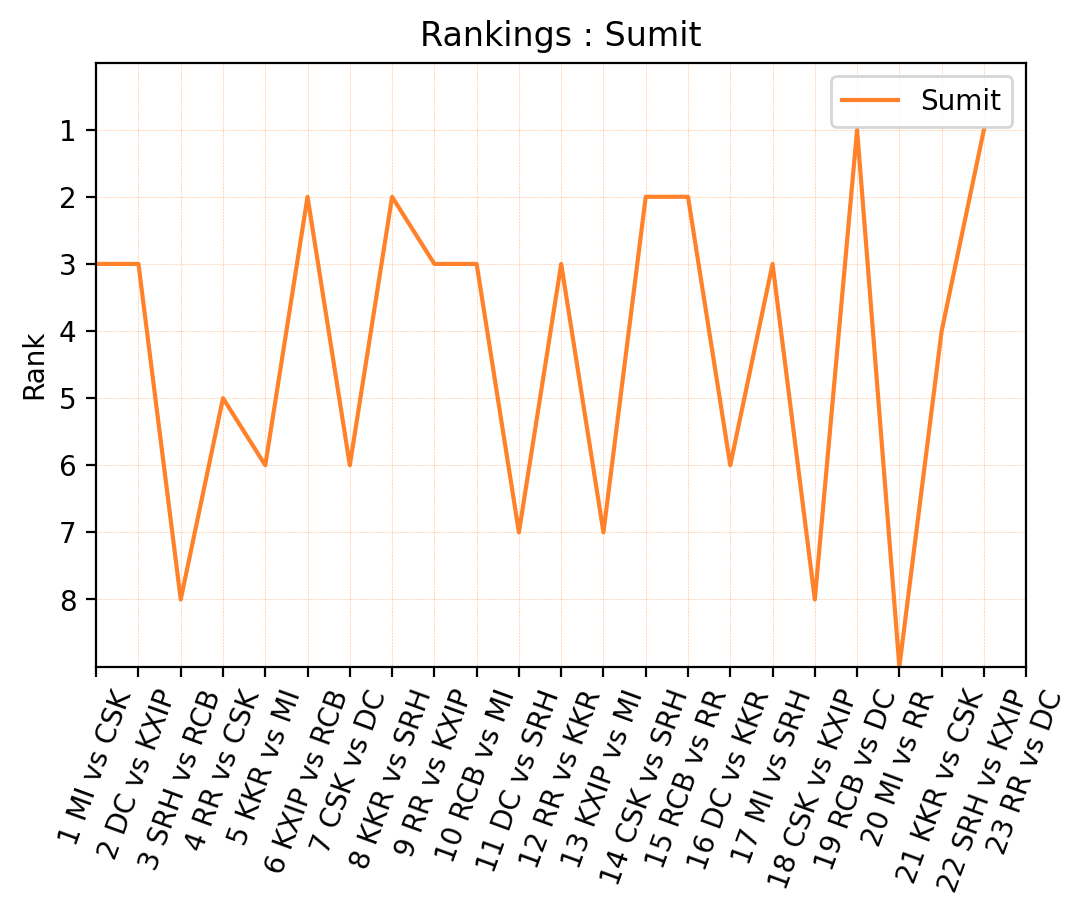 Rankings : Sumit
Sumit
Rank
1
2
3
4
5
6
7
8
1 MI vs CSK
2 DC vs KXIP
3 SRH vs RCB
4 RR vs CSK
5 KKR vs MI
6 KXIP vs RCB
7 CSK vs DC
8 KKR vs SRH
9 RR vs KXIP
10 RCB vs MI
11 DC vs SRH
12 RR vs KKR
13 KXIP vs MI
14 CSK vs SRH
15 RCB vs RR
16 DC vs KKR
17 MI vs SRH
18 CSK vs KXIP
19 RCB vs DC
20 MI vs RR
21 KKR vs CSK
22 SRH vs KXIP
23 RR vs DC